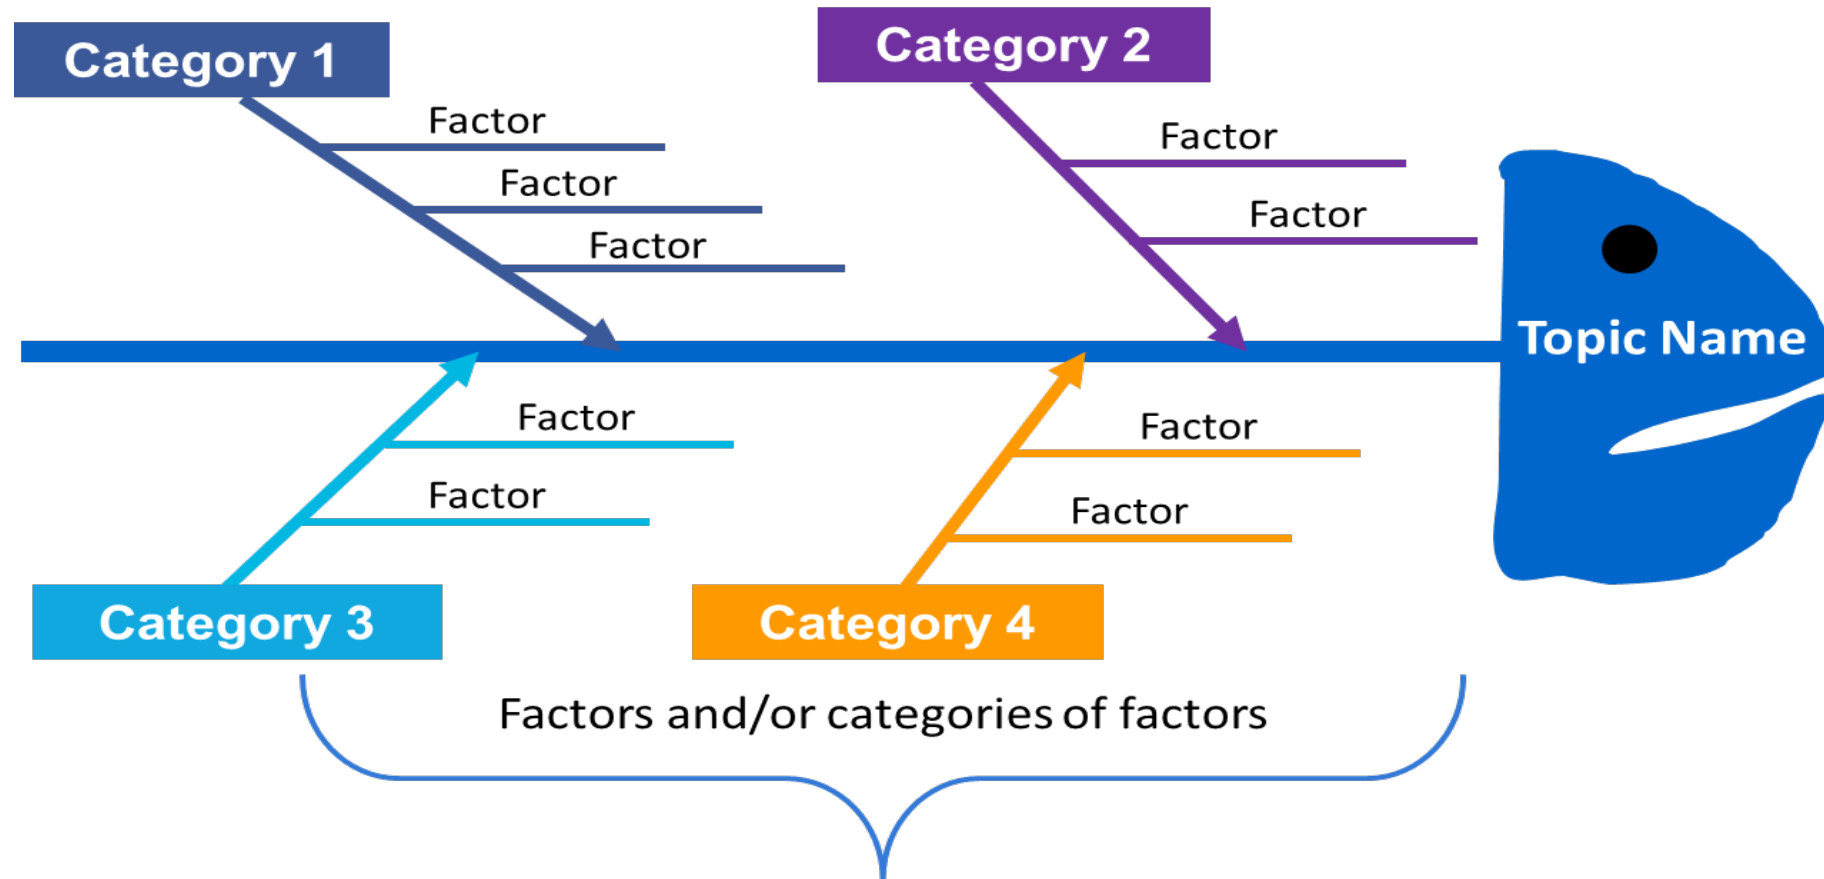 Category 1
Category 2
Factor
Factor
Factor
Factor
Factor
Topic Name
Factor
Factor
Factor
Factor
Category 3
Category 4
Factors and/or categories of factors